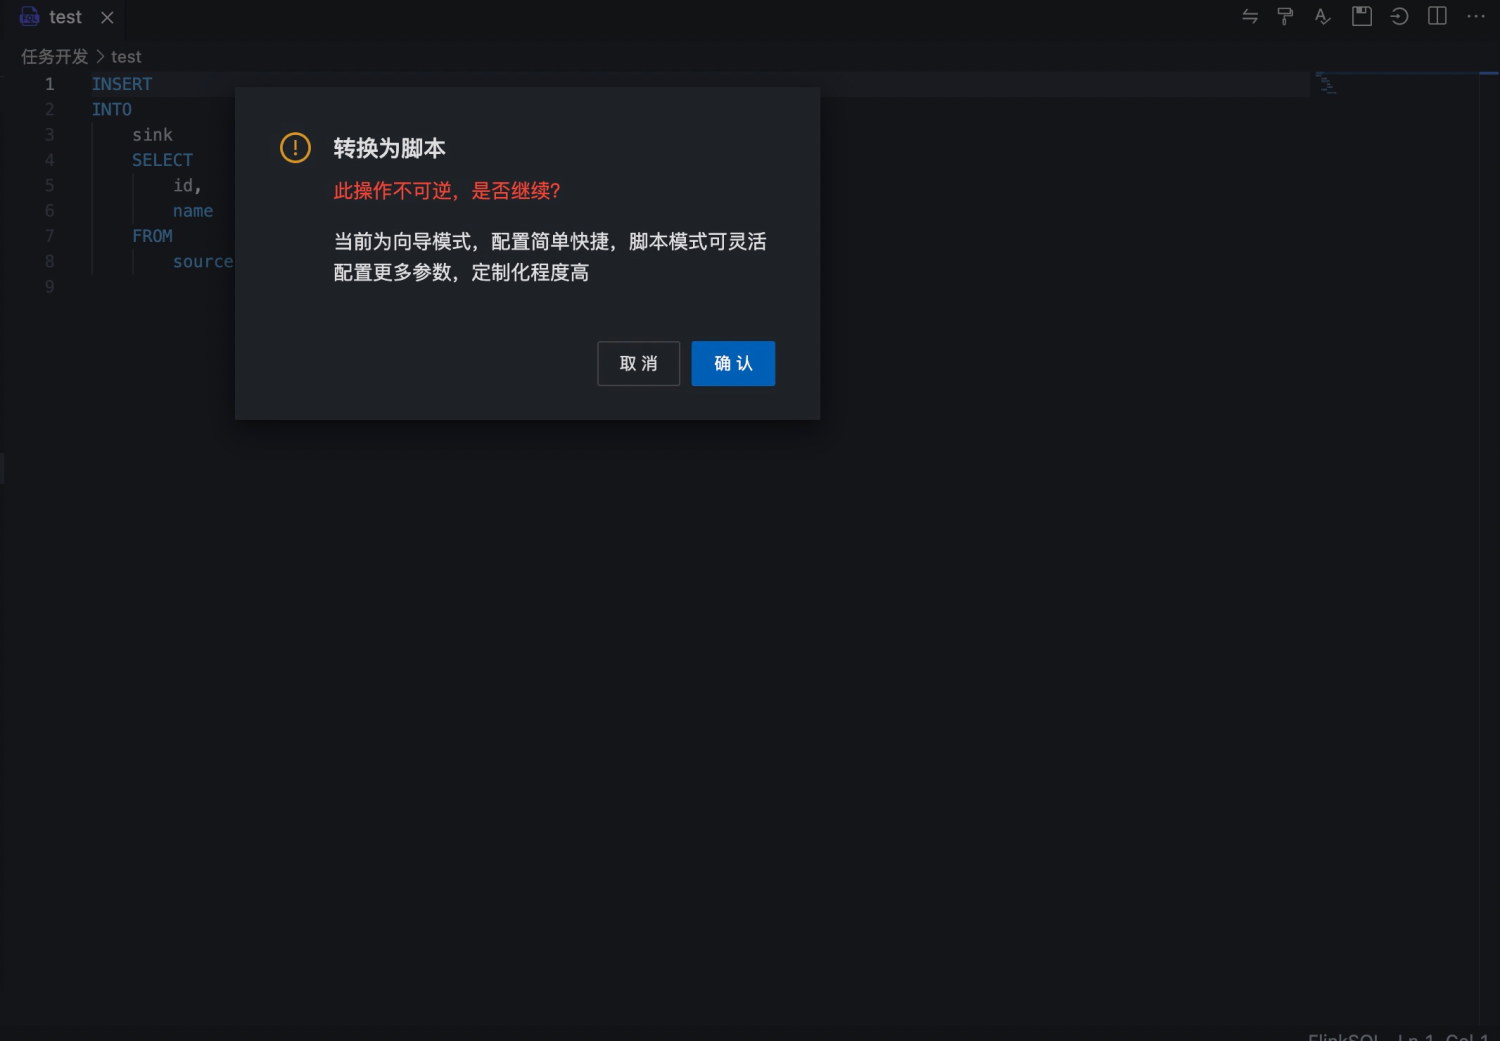 test
任务开发 > test
1 INSERT
2 INTO
3 sink
4 SELECT
5 id,
6 name
7 FROM
8 source
9
转换为脚本
此操作不可逆，是否继续?
当前为向导模式，配置简单快捷，脚本模式可灵活
配置更多参数，定制化程度高
取 消
确 认
FlinkSQL Ln 1, Col 1